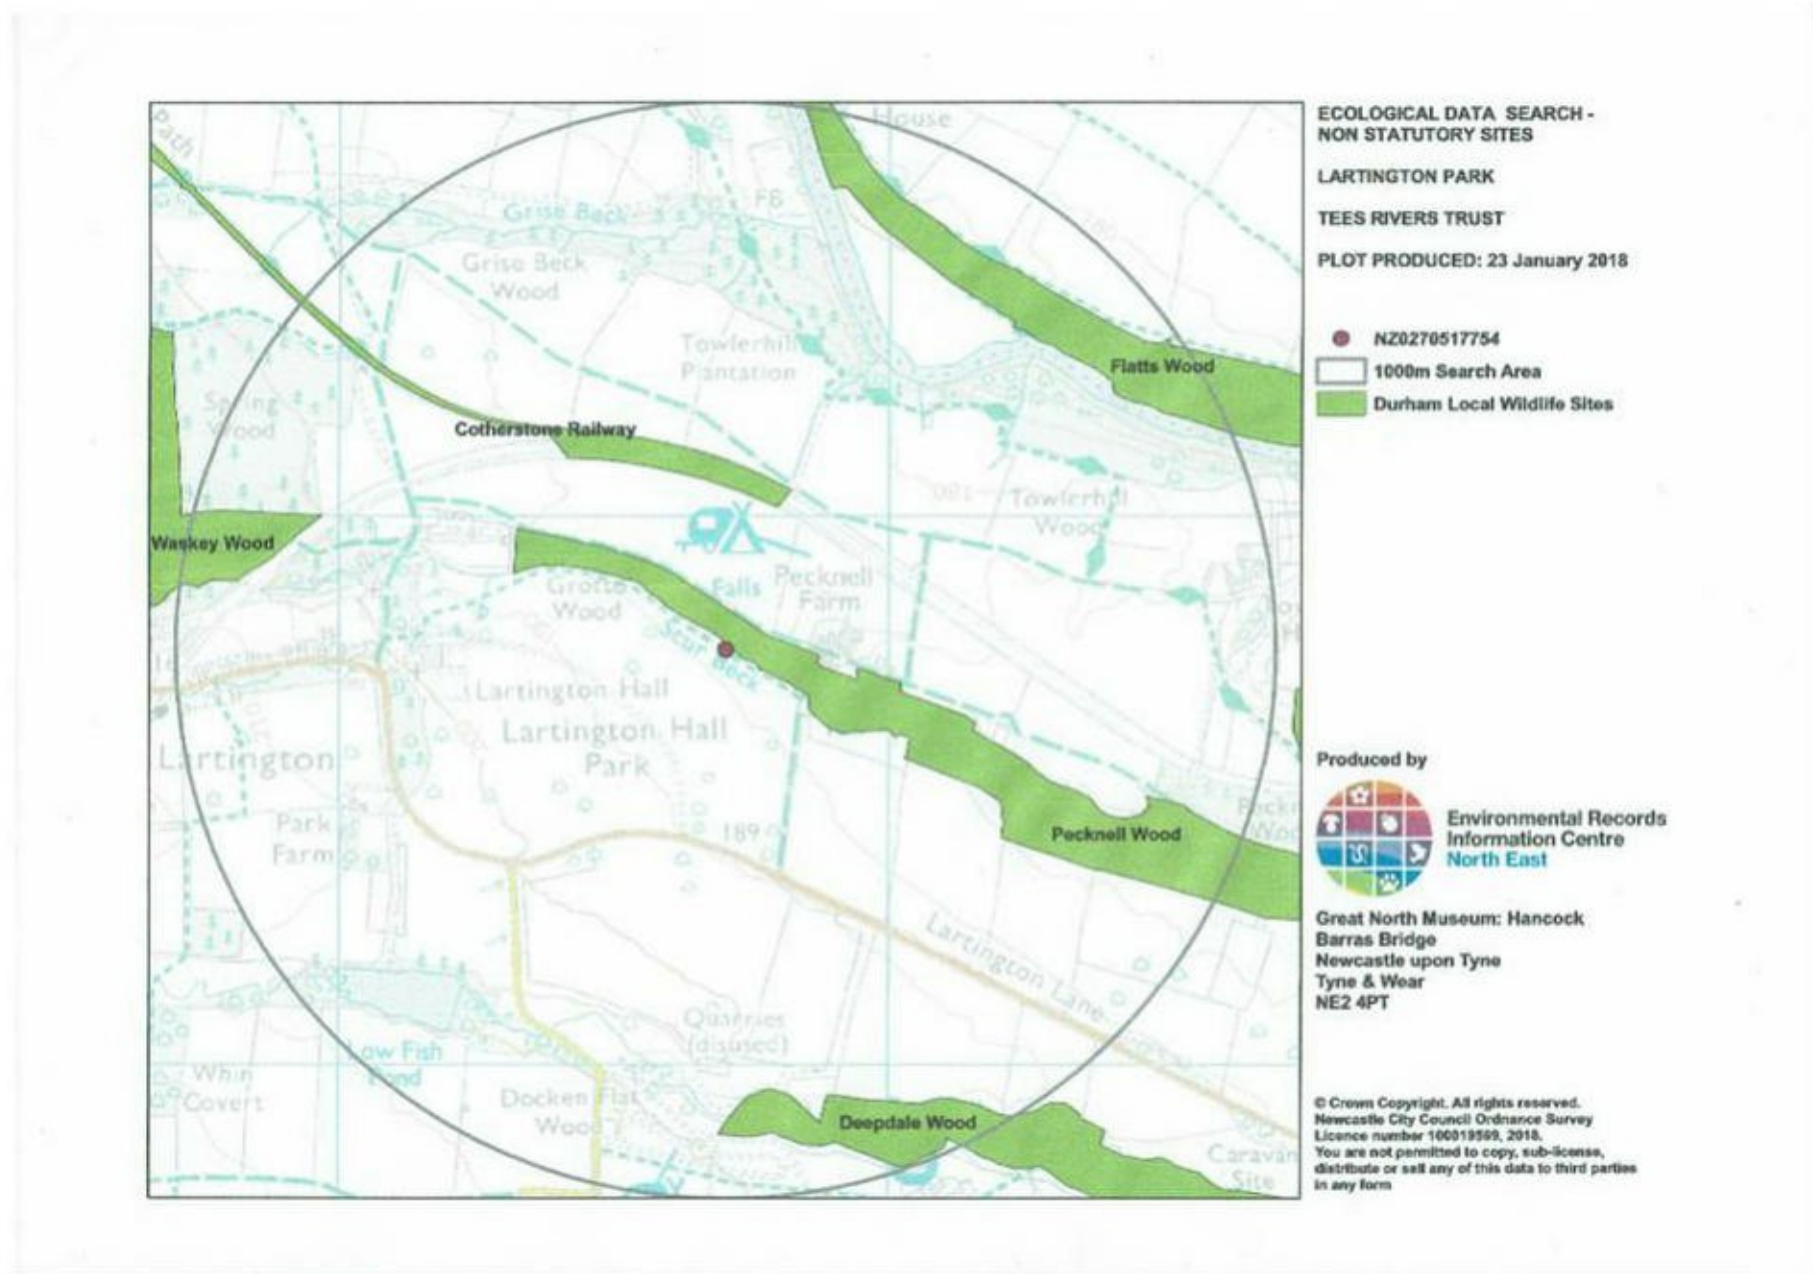 Path
House
FB
Grise Beck
Grise Beck
Wood
180
Towlerhill
Plantation
Flatts Wood
Spring
Wood
Cotherstone Railway
Towlerhill
Wood
Waskey Wood
Grotto
Wood
Falls
Pecknell
Farm
Scur Beck
Lartington Hall
Lartington Hall
Park
Lartington
Park
Farm
189
Pecknell Wood
Lartington Lane
Quarries
(disused)
Low Fish
Pond
Whin
Covert
Docken Flat
Wood
Deepdale Wood
Caravan
Site
ECOLOGICAL DATA SEARCH -
NON STATUTORY SITES
LARTINGTON PARK
TEES RIVERS TRUST
PLOT PRODUCED: 23 January 2018
NZ0270517754
1000m Search Area
Durham Local Wildlife Sites
Produced by
Environmental Records
Information Centre
North East
Great North Museum: Hancock
Barras Bridge
Newcastle upon Tyne
Tyne & Wear
NE2 4PT
© Crown Copyright. All rights reserved.
Newcastle City Council Ordnance Survey
Licence number 100019569, 2018.
You are not permitted to copy, sub-license,
distribute or sell any of this data to third parties
in any form